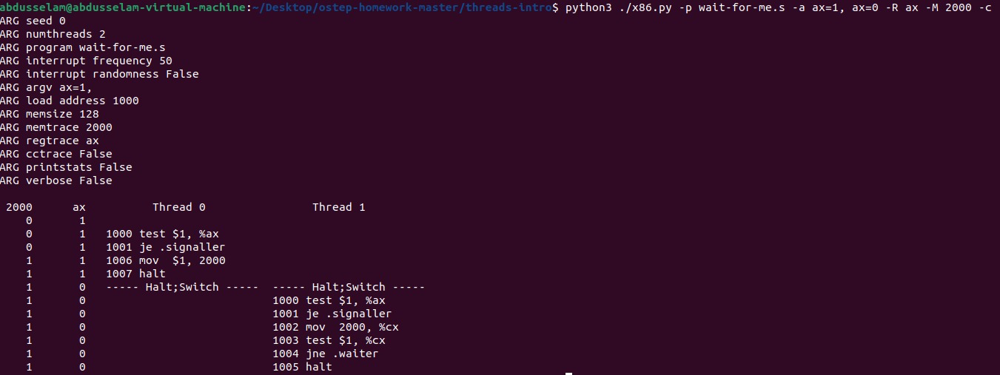 abdusselam@abdusselam-virtual-machine:~/Desktop/ostep-homework-master/threads-intro$ python3 ./x86.py -p wait-for-me.s -a ax=1, ax=0 -R ax -M 2000 -c
ARG seed 0
ARG numthreads 2
ARG program wait-for-me.s
ARG interrupt frequency 50
ARG interrupt randomness False
ARG argv ax=1,
ARG load address 1000
ARG memsize 128
ARG memtrace 2000
ARG regtrace ax
ARG cctrace False
ARG printstats False
ARG verbose False
2000 ax Thread 0 Thread 1
0 1
0 1 1000 test $1, %ax
0 1 1001 je .signaller
1 1 1006 mov $1, 2000
1 1 1007 halt
1 0 ----- Halt;Switch ----- ----- Halt;Switch -----
1 0 1000 test $1, %ax
1 0 1001 je .signaller
1 0 1002 mov 2000, %cx
1 0 1003 test $1, %cx
1 0 1004 jne .waiter
1 0 1005 halt